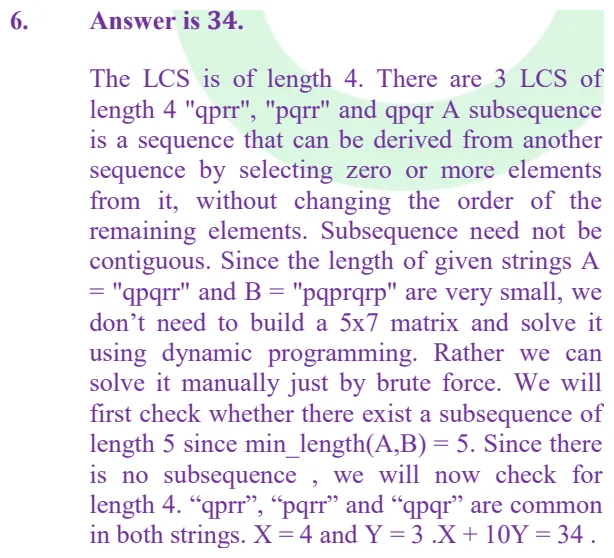 6. Answer is 34.
The LCS is of length 4. There are 3 LCS of
length 4 "qprr", "pqrr" and qpqr A subsequence
is a sequence that can be derived from another
sequence by selecting zero or more elements
from it, without changing the order of the
remaining elements. Subsequence need not be
contiguous. Since the length of given strings A
= "qpqrr" and B = "pqprqrp" are very small, we
don’t need to build a 5x7 matrix and solve it
using dynamic programming. Rather we can
solve it manually just by brute force. We will
first check whether there exist a subsequence of
length 5 since min_length(A,B) = 5. Since there
is no subsequence , we will now check for
length 4. “qprr”, “pqrr” and “qpqr” are common
in both strings. X = 4 and Y = 3 .X + 10Y = 34 .